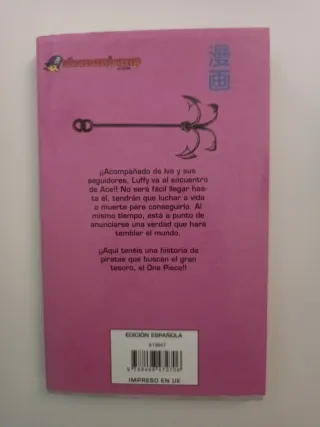 漫画
¡¡Acompañado de Iva y sus
seguidores, Luffy va al encuentro
de Ace!! No será fácil llegar has-
ta él, tendrán que luchar a vida
o muerte para conseguirlo. Al
mismo tiempo, está a punto de
anunciarse una verdad que hará
temblar el mundo.
¡Aquí tenéis una historia de
piratas que buscan el gran
tesoro, el One Piece!!
EDICIÓN ESPAÑOLA
IMPRESO EN UE